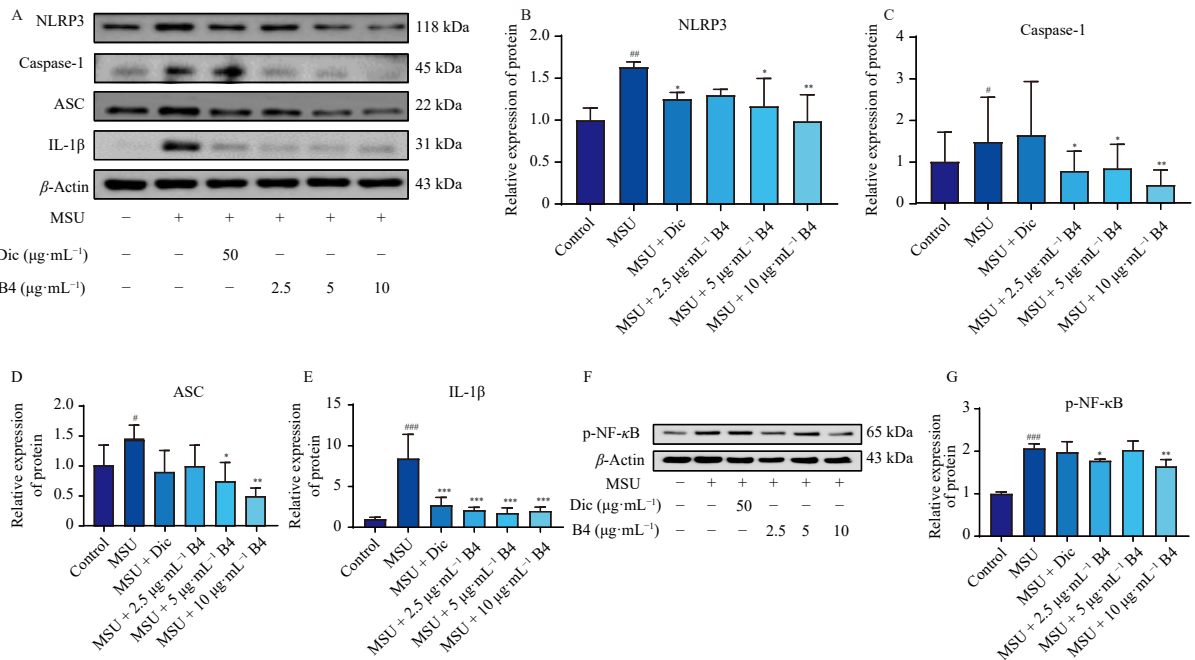 A
NLRP3
118 kDa
Caspase-1
45 kDa
ASC
22 kDa
IL-1β
31 kDa
β-Actin
43 kDa
MSU − + + + + +
Dic (μg·mL⁻¹) − − 50 − − −
B4 (μg·mL⁻¹) − − − 2.5 5 10
B
NLRP3
Relative expression of protein
2.0
1.5
1.0
0.5
0
##
*
*
**
Control
MSU
MSU + Dic
MSU + 2.5 μg·mL⁻¹ B4
MSU + 5 μg·mL⁻¹ B4
MSU + 10 μg·mL⁻¹ B4
C
Caspase-1
Relative expression of protein
4
3
2
1
0
#
*
*
**
Control
MSU
MSU + Dic
MSU + 2.5 μg·mL⁻¹ B4
MSU + 5 μg·mL⁻¹ B4
MSU + 10 μg·mL⁻¹ B4
D
ASC
Relative expression
of protein
2.0
1.5
1.0
0.5
0
#
*
**
Control
MSU
MSU + Dic
MSU + 2.5 μg·mL⁻¹ B4
MSU + 5 μg·mL⁻¹ B4
MSU + 10 μg·mL⁻¹ B4
E
IL-1β
Relative expression
of protein
15
10
5
0
###
***
***
***
***
Control
MSU
MSU + Dic
MSU + 2.5 μg·mL⁻¹ B4
MSU + 5 μg·mL⁻¹ B4
MSU + 10 μg·mL⁻¹ B4
F
p-NF-κB
65 kDa
β-Actin
43 kDa
MSU − + + + + +
Dic (μg·mL⁻¹) − − 50 − − −
B4 (μg·mL⁻¹) − − − 2.5 5 10
G
p-NF-κB
Relative expression
of protein
3
2
1
0
###
*
**
Control
MSU
MSU + Dic
MSU + 2.5 μg·mL⁻¹ B4
MSU + 5 μg·mL⁻¹ B4
MSU + 10 μg·mL⁻¹ B4